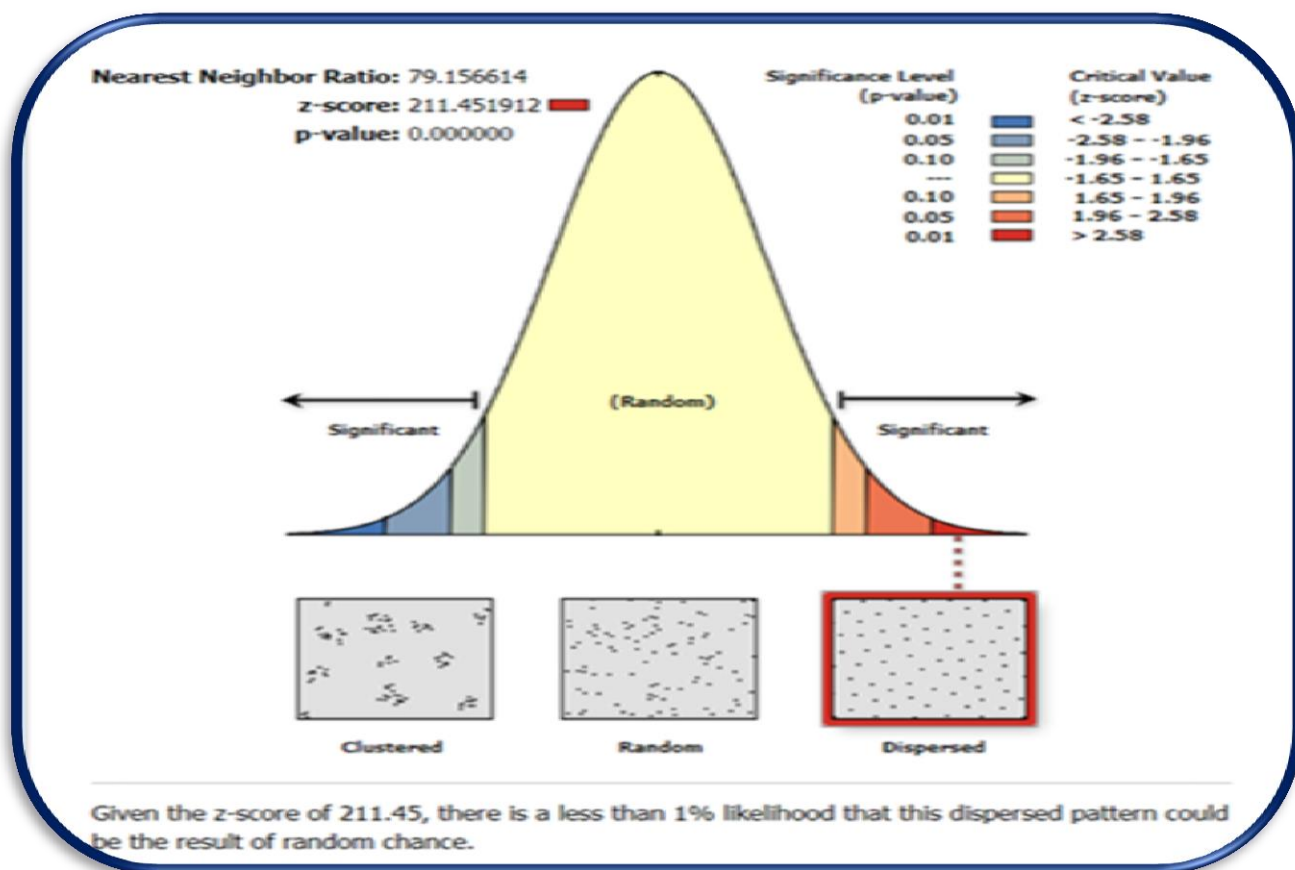 Nearest Neighbor Ratio: 79.156614
z-score: 211.451912
p-value: 0.000000
Significance Level
(p-value)
Critical Value
(z-score)
0.01 < -2.58
0.05 -2.58 - -1.96
0.10 -1.96 - -1.65
--- -1.65 - 1.65
0.10 1.65 - 1.96
0.05 1.96 - 2.58
0.01 > 2.58
(Random)
Significant
Significant
Clustered
Random
Dispersed
Given the z-score of 211.45, there is a less than 1% likelihood that this dispersed pattern could
be the result of random chance.